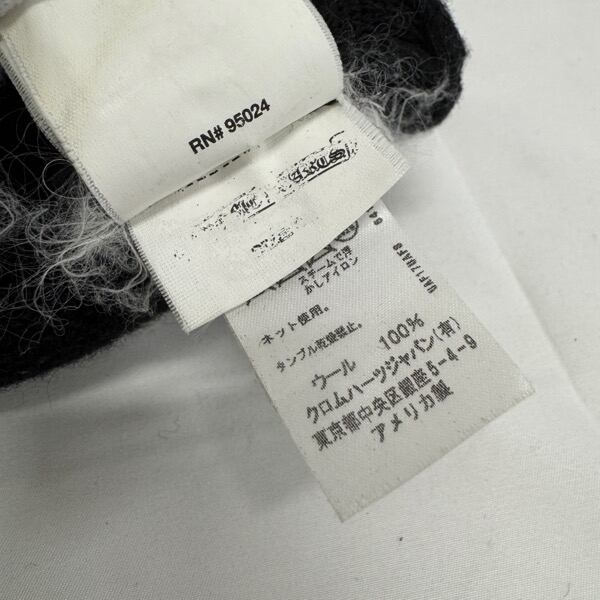 RN# 95024
スチームで浮
かしアイロン
ネット使用。
タンブル乾燥禁止。
ウール 100%
クロムハーツジャパン(有)
東京都中央区銀座5-4-9
アメリカ製
64
UAF17HAF8